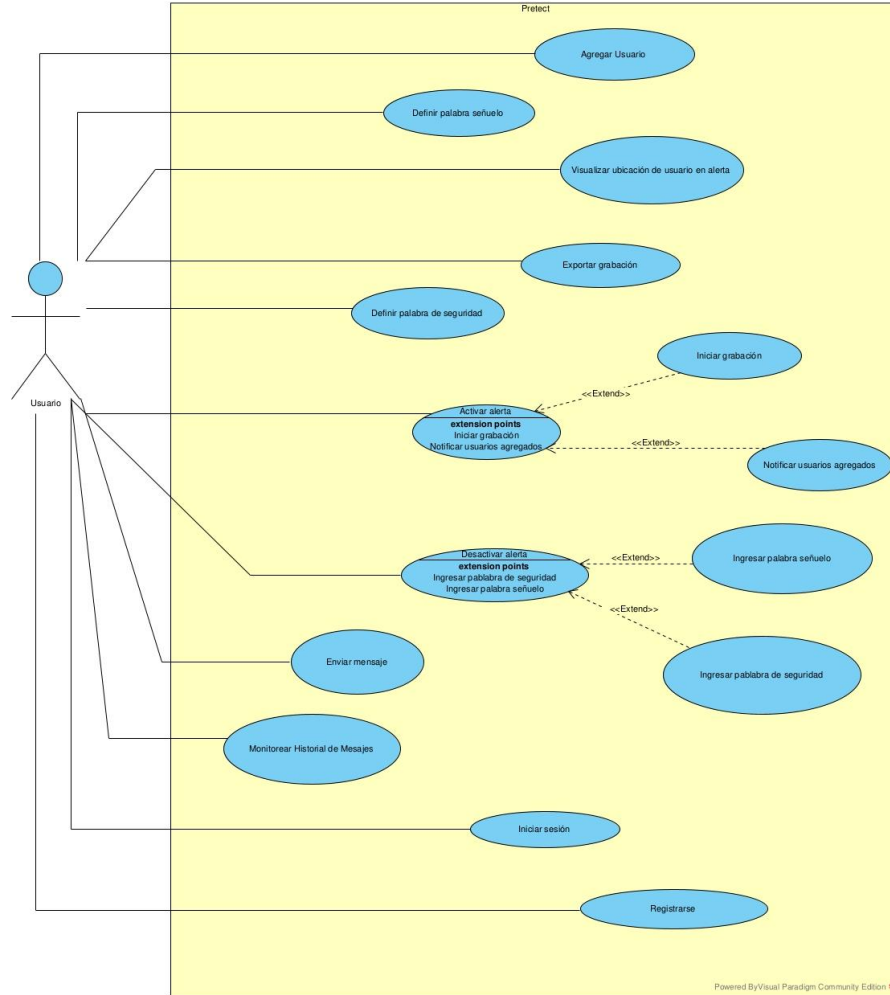 Pretect
Agregar Usuario
Definir palabra señuelo
Visualizar ubicación de usuario en alerta
Exportar grabación
Definir palabra de seguridad
Iniciar grabación
<<Extend>>
Usuario
Activar alerta
extension points
Iniciar grabación
Notificar usuarios agregados
<<Extend>>
Notificar usuarios agregados
Desactivar alerta
extension points
Ingresar pablabra de seguridad
Ingresar palabra señuelo
<<Extend>>
Ingresar palabra señuelo
<<Extend>>
Ingresar pablabra de seguridad
Enviar mensaje
Monitorear Historial de Mesajes
Iniciar sesión
Registrarse
Powered ByVisual Paradigm Community Edition